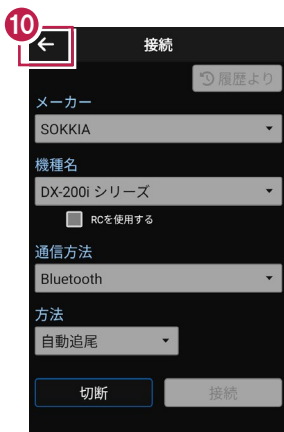 10
← 接続
履歴より
メーカー
SOKKIA
機種名
DX-200i シリーズ
RCを使用する
通信方法
Bluetooth
方法
自動追尾
切断 接続